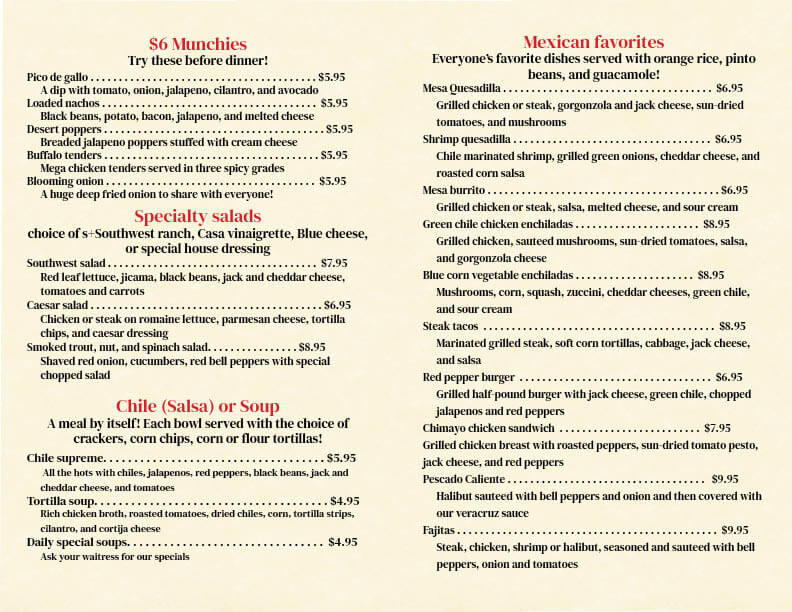 $6 Munchies
Try these before dinner!
Pico de gallo . . . . . . . . . . . . . . . . . . . . . . . . . . . . . . . . . . . . . . . $5.95
A dip with tomato, onion, jalapeno, cilantro, and avocado
Loaded nachos . . . . . . . . . . . . . . . . . . . . . . . . . . . . . . . . . . . . . $5.95
Black beans, potato, bacon, jalapeno, and melted cheese
Desert poppers . . . . . . . . . . . . . . . . . . . . . . . . . . . . . . . . . . . . . . $5.95
Breaded jalapeno poppers stuffed with cream cheese
Buffalo tenders . . . . . . . . . . . . . . . . . . . . . . . . . . . . . . . . . . . . . $5.95
Mega chicken tenders served in three spicy grades
Blooming onion . . . . . . . . . . . . . . . . . . . . . . . . . . . . . . . . . . . . $5.95
A huge deep fried onion to share with everyone!
Specialty salads
choice of s+Southwest ranch, Casa vinaigrette, Blue cheese,
or special house dressing
Southwest salad . . . . . . . . . . . . . . . . . . . . . . . . . . . . . . . . . . . . $7.95
Red leaf lettuce, jicama, black beans, jack and cheddar cheese,
tomatoes and carrots
Caesar salad . . . . . . . . . . . . . . . . . . . . . . . . . . . . . . . . . . . . . . . . $6.95
Chicken or steak on romaine lettuce, parmesan cheese, tortilla
chips, and caesar dressing
Smoked trout, nut, and spinach salad. . . . . . . . . . . . . . . $8.95
Shaved red onion, cucumbers, red bell peppers with special
chopped salad
Chile (Salsa) or Soup
A meal by itself! Each bowl served with the choice of
crackers, corn chips, corn or flour tortillas!
Chile supreme. . . . . . . . . . . . . . . . . . . . . . . . . . . . . . . . . . $5.95
All the hots with chiles, jalapenos, red peppers, black beans, jack and
cheddar cheese, and tomatoes
Tortilla soup. . . . . . . . . . . . . . . . . . . . . . . . . . . . . . . . . . . . $4.95
Rich chicken broth, roasted tomatoes, dried chiles, corn, tortilla strips,
cilantro, and cortija cheese
Daily special soups. . . . . . . . . . . . . . . . . . . . . . . . . . . . . . $4.95
Ask your waitress for our specials
Mexican favorites
Everyone's favorite dishes served with orange rice, pinto
beans, and guacamole!
Mesa Quesadilla . . . . . . . . . . . . . . . . . . . . . . . . . . . . . . . . . . . . $6.95
Grilled chicken or steak, gorgonzola and jack cheese, sun-dried
tomatoes, and mushrooms
Shrimp quesadilla . . . . . . . . . . . . . . . . . . . . . . . . . . . . . . . . . . $6.95
Chile marinated shrimp, grilled green onions, cheddar cheese, and
roasted corn salsa
Mesa burrito . . . . . . . . . . . . . . . . . . . . . . . . . . . . . . . . . . . . . . . . $6.95
Grilled chicken or steak, salsa, melted cheese, and sour cream
Green chile chicken enchiladas . . . . . . . . . . . . . . . . . . . . . $8.95
Grilled chicken, sauteed mushrooms, sun-dried tomatoes, salsa,
and gorgonzola cheese
Blue corn vegetable enchiladas . . . . . . . . . . . . . . . . . . . . $8.95
Mushrooms, corn, squash, zuccini, cheddar cheeses, green chile,
and sour cream
Steak tacos . . . . . . . . . . . . . . . . . . . . . . . . . . . . . . . . . . . . . . . . $8.95
Marinated grilled steak, soft corn tortillas, cabbage, jack cheese,
and salsa
Red pepper burger . . . . . . . . . . . . . . . . . . . . . . . . . . . . . . . . . $6.95
Grilled half-pound burger with jack cheese, green chile, chopped
jalapenos and red peppers
Chimayo chicken sandwich . . . . . . . . . . . . . . . . . . . . . . . . $7.95
Grilled chicken breast with roasted peppers, sun-dried tomato pesto,
jack cheese, and red peppers
Pescado Caliente . . . . . . . . . . . . . . . . . . . . . . . . . . . . . . . . . . $9.95
Halibut sauteed with bell peppers and onion and then covered with
our veracruz sauce
Fajitas . . . . . . . . . . . . . . . . . . . . . . . . . . . . . . . . . . . . . . . . . . . . . $9.95
Steak, chicken, shrimp or halibut, seasoned and sauteed with bell
peppers, onion and tomatoes